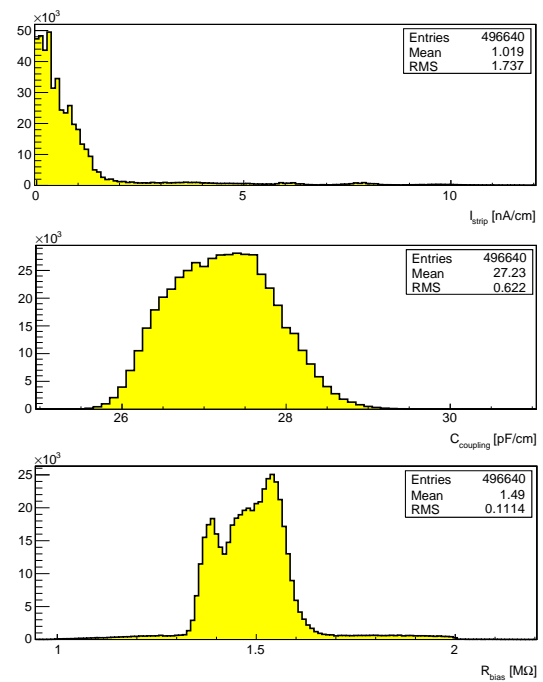 ×10³
50
40
30
20
10
0
0 5 10
Entries 496640
Mean 1.019
RMS 1.737
I_strip [nA/cm]
×10³
25
20
15
10
5
0
26 28 30
Entries 496640
Mean 27.23
RMS 0.622
C_coupling [pF/cm]
×10³
25
20
15
10
5
0
1 1.5 2
Entries 496640
Mean 1.49
RMS 0.1114
R_bias [MΩ]